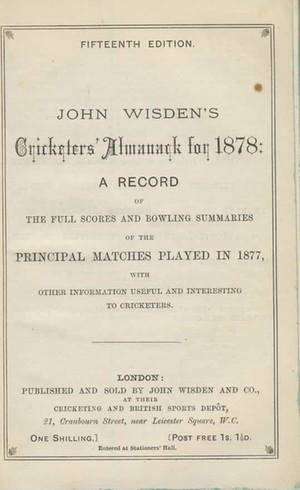 FIFTEENTH EDITION.
JOHN WISDEN'S
Cricketers' Almanack for 1878:
A RECORD
OF
THE FULL SCORES AND BOWLING SUMMARIES
OF THE
PRINCIPAL MATCHES PLAYED IN 1877,
WITH
OTHER INFORMATION USEFUL AND INTERESTING
TO CRICKETERS.
LONDON:
PUBLISHED AND SOLD BY JOHN WISDEN AND CO.,
AT THEIR
CRICKETING AND BRITISH SPORTS DEPÔT,
21, Cranbourn Street, near Leicester Square, W.C.
ONE SHILLING.] [POST FREE 1s. 1½D.
Entered at Stationers' Hall.